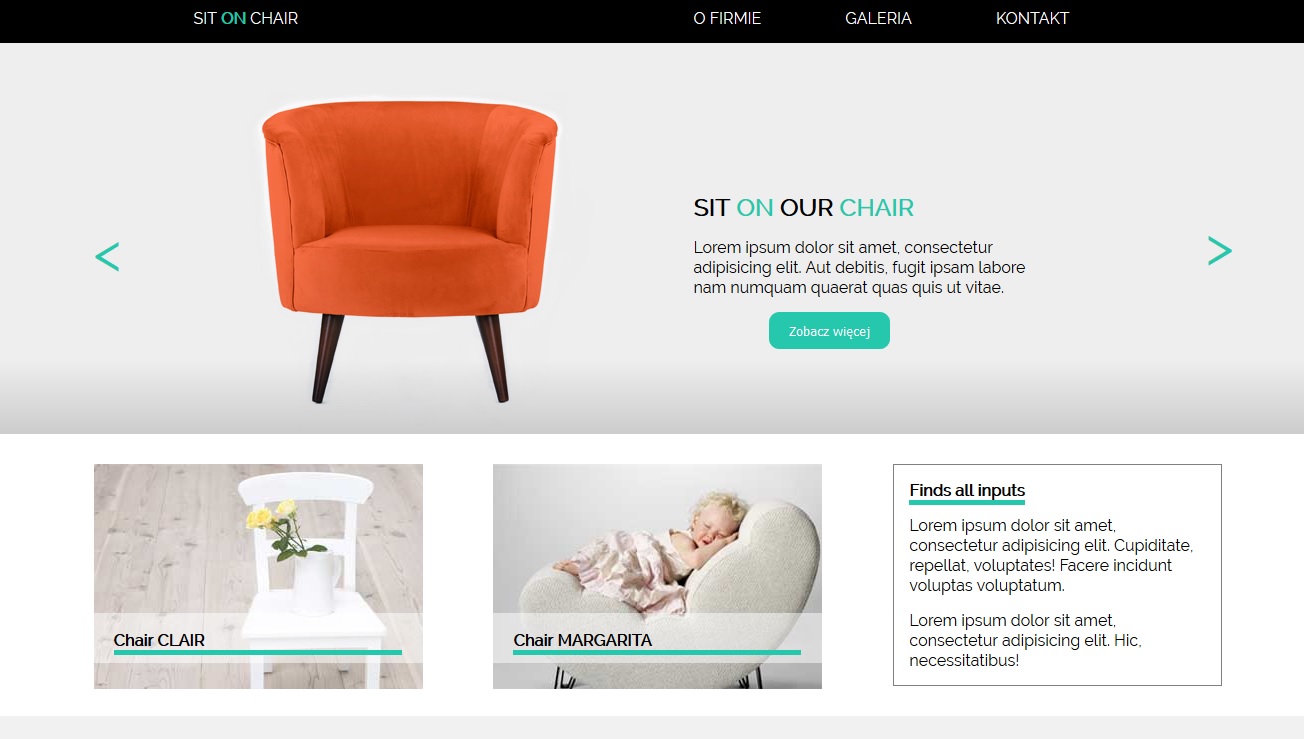 SIT ON CHAIR
O FIRMIE
GALERIA
KONTAKT
<
SIT ON OUR CHAIR
Lorem ipsum dolor sit amet, consectetur
adipisicing elit. Aut debitis, fugit ipsam labore
nam numquam quaerat quas quis ut vitae.
Zobacz więcej
>
Chair CLAIR
Chair MARGARITA
Finds all inputs
Lorem ipsum dolor sit amet,
consectetur adipisicing elit. Cupiditate,
repellat, voluptates! Facere incidunt
voluptas voluptatum.
Lorem ipsum dolor sit amet,
consectetur adipisicing elit. Hic,
necessitatibus!